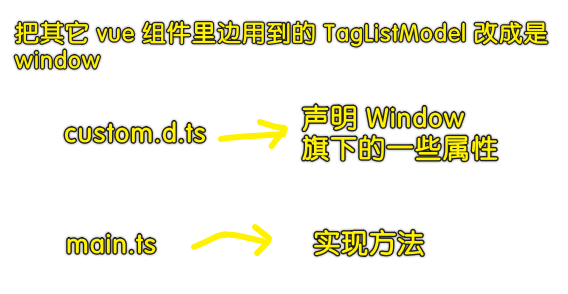 把其它 vue 组件里边用到的 TagListModel 改成是
window
custom.d.ts
声明 Window
旗下的一些属性
main.ts
实现方法